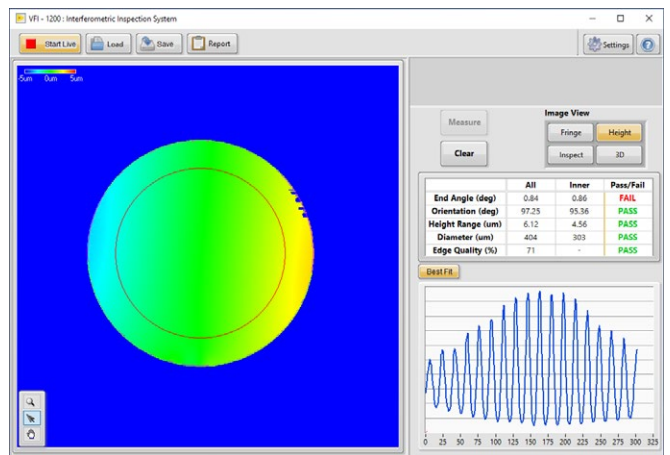 VFI - 1200 : Interferometric Inspection System
Start Live Load Save Report Settings
-5um 0um 5um
Measure
Clear
Image View
Fringe Height
Inspect 3D
All Inner Pass/Fail
End Angle (deg) 0.84 0.86 FAIL
Orientation (deg) 97.25 95.36 PASS
Height Range (um) 6.12 4.56 PASS
Diameter (um) 404 303 PASS
Edge Quality (%) 71 - PASS
Best Fit
0 25 50 75 100 125 150 175 200 225 250 275 300 325